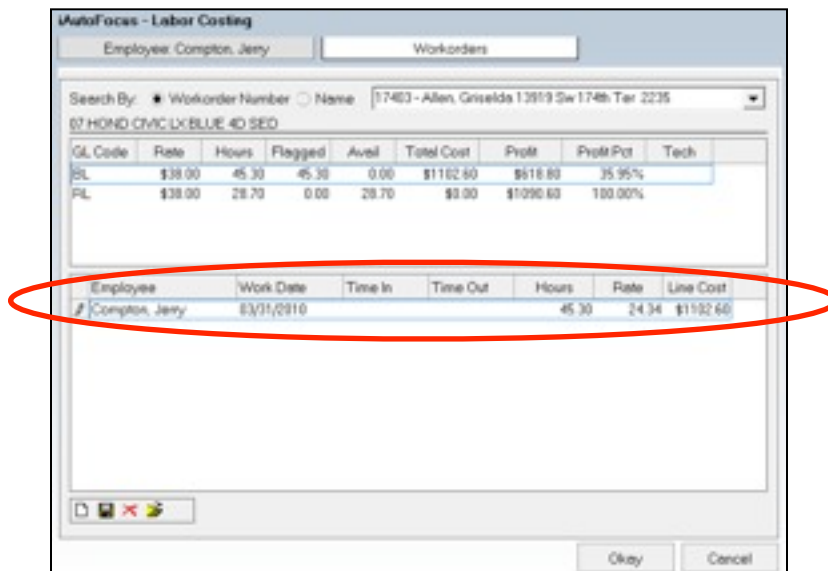 iAutoFocus - Labor Costing
Employee: Compton, Jerry Workorders
Search By: Workorder Number Name 17403 - Allen, Griselda 13919 Sw 174th Ter 2235
07 HOND CIVIC LX BLUE 4D SED
GL Code Rate Hours Flagged Avail Total Cost Profit Profit Pct Tech
BL $38.00 45.30 45.30 0.00 $1102.60 $618.80 35.95%
RL $38.00 28.70 0.00 28.70 $0.00 $1090.60 100.00%
Employee Work Date Time In Time Out Hours Rate Line Cost
Compton, Jerry 03/31/2010 45.30 24.34 $1102.60
Okay Cancel